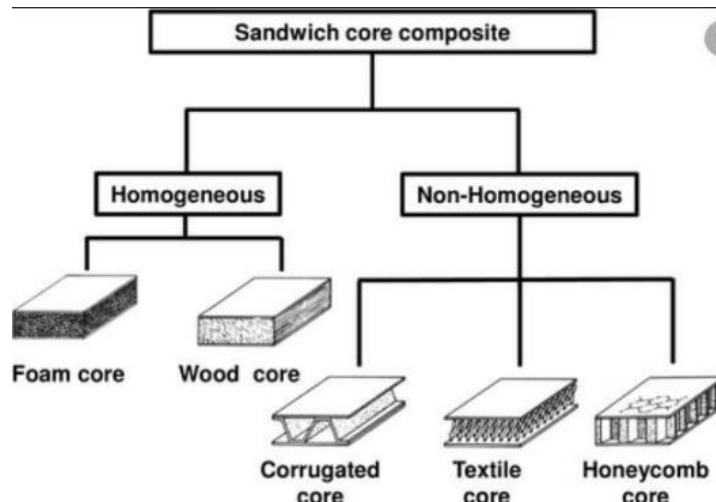 Sandwich core composite
Homogeneous
Non-Homogeneous
Foam core
Wood core
Corrugated
core
Textile
core
Honeycomb
core